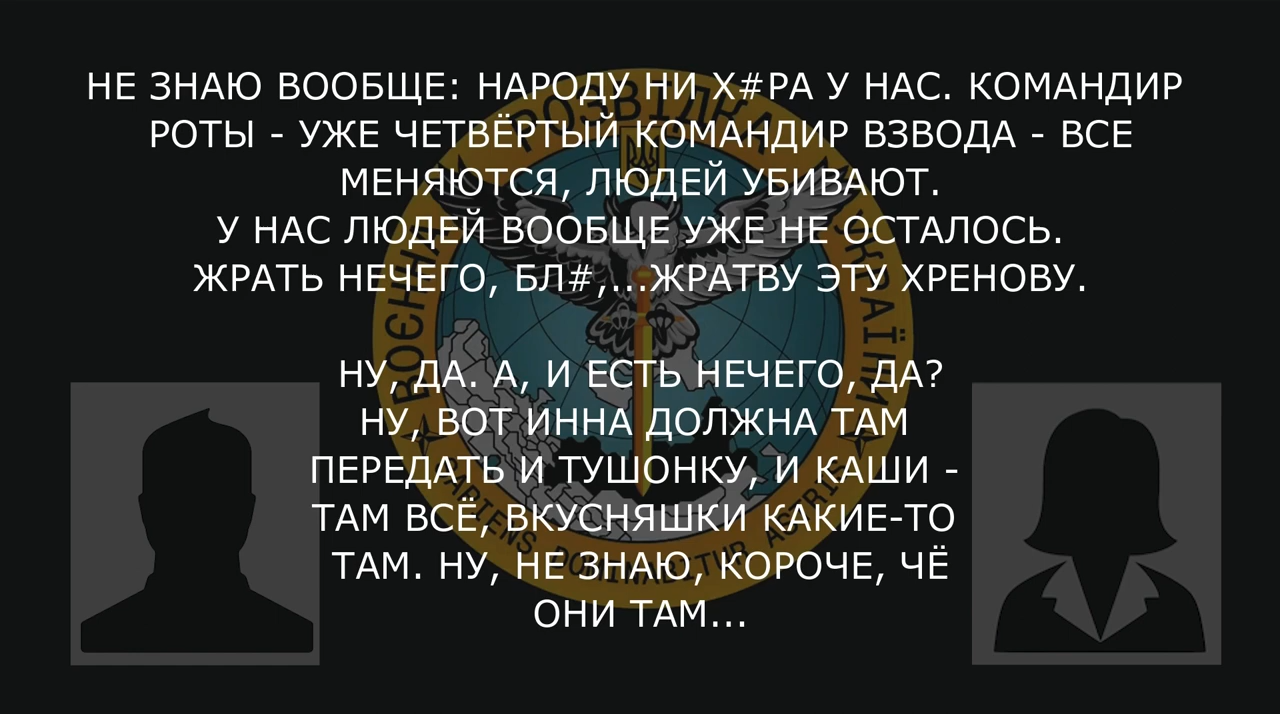 НЕ ЗНАЮ ВООБЩЕ: НАРОДУ НИ Х#РА У НАС. КОМАНДИР
РОТЫ - УЖЕ ЧЕТВЁРТЫЙ КОМАНДИР ВЗВОДА - ВСЕ
МЕНЯЮТСЯ, ЛЮДЕЙ УБИВАЮТ.
У НАС ЛЮДЕЙ ВООБЩЕ УЖЕ НЕ ОСТАЛОСЬ.
ЖРАТЬ НЕЧЕГО, БЛ#,...ЖРАТВУ ЭТУ ХРЕНОВУ.
НУ, ДА. А, И ЕСТЬ НЕЧЕГО, ДА?
НУ, ВОТ ИННА ДОЛЖНА ТАМ
ПЕРЕДАТЬ И ТУШОНКУ, И КАШИ -
ТАМ ВСЁ, ВКУСНЯШКИ КАКИЕ-ТО
ТАМ. НУ, НЕ ЗНАЮ, КОРОЧЕ, ЧЁ
ОНИ ТАМ...
РОЗВІДКА